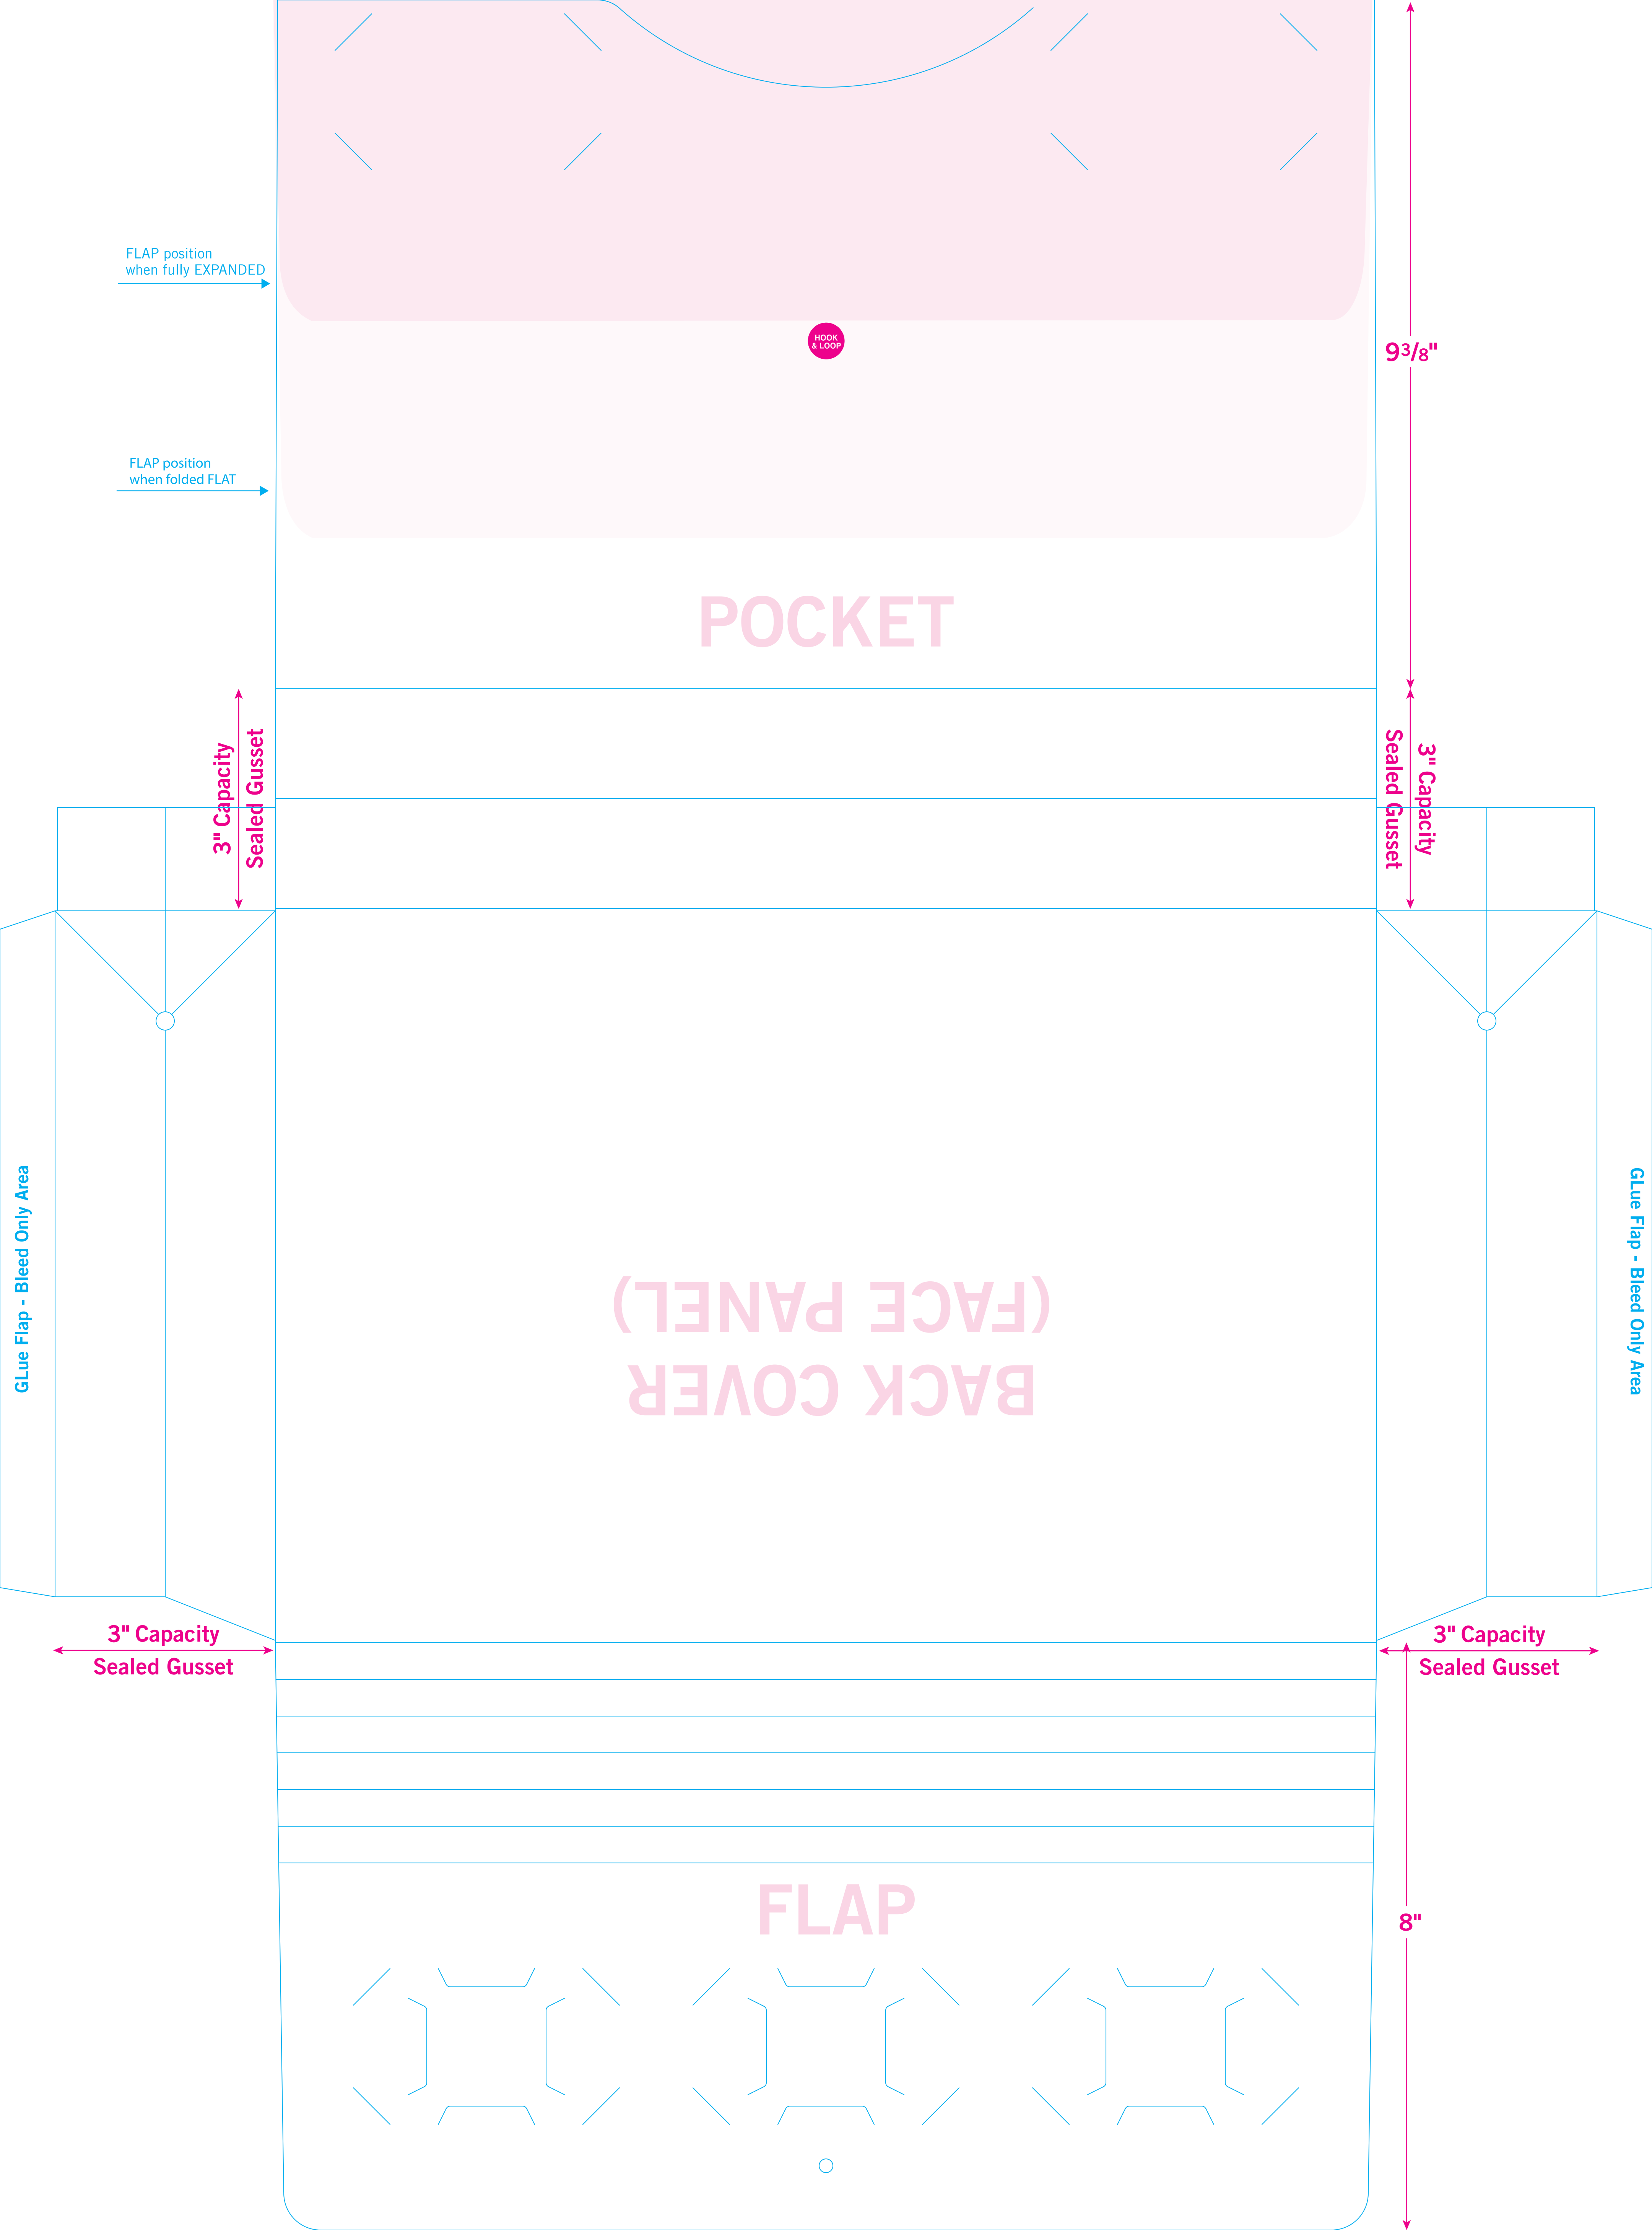 FLAP position
when fully EXPANDED
HOOK
& LOOP
9 3/8"
FLAP position
when folded FLAT
POCKET
3" Capacity
Sealed Gusset
3" Capacity
Sealed Gusset
GLue Flap - Bleed Only Area
GLue Flap - Bleed Only Area
BACK COVER
(FACE PANEL)
3" Capacity
Sealed Gusset
3" Capacity
Sealed Gusset
FLAP
8"